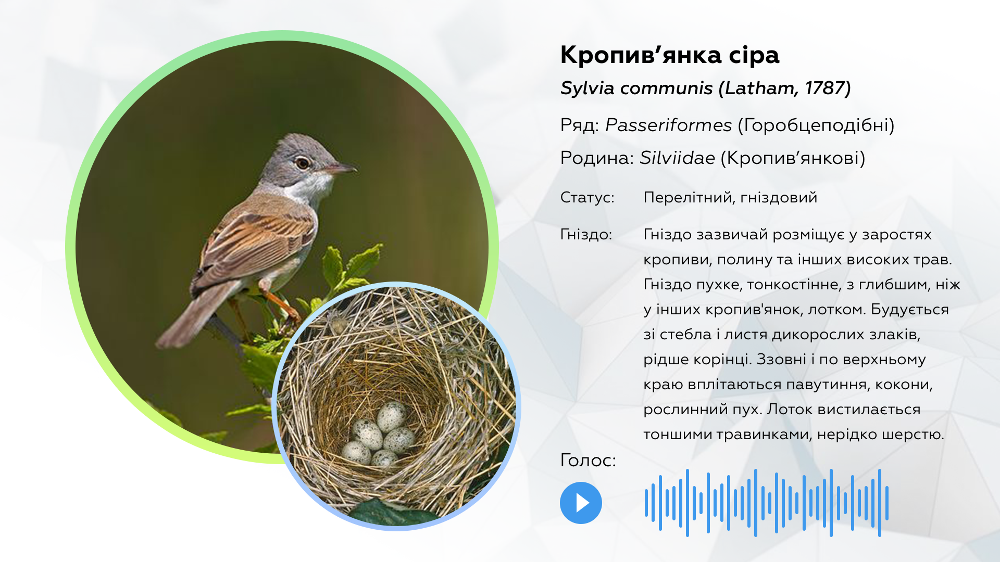 Кропив’янка сіра
Sylvia communis (Latham, 1787)
Ряд: Passeriformes (Горобцеподібні)
Родина: Silviidae (Кропив’янкові)
Статус: Перелітний, гніздовий
Гніздо: Гніздо зазвичай розміщує у заростях
кропиви, полину та інших високих трав.
Гніздо пухке, тонкостінне, з глибшим, ніж
у інших кропив'янок, лотком. Будується
зі стебла і листя дикорослих злаків,
рідше корінці. Ззовні і по верхньому
краю вплітаються павутиння, кокони,
рослинний пух. Лоток вистилається
тоншими травинками, нерідко шерстю.
Голос: